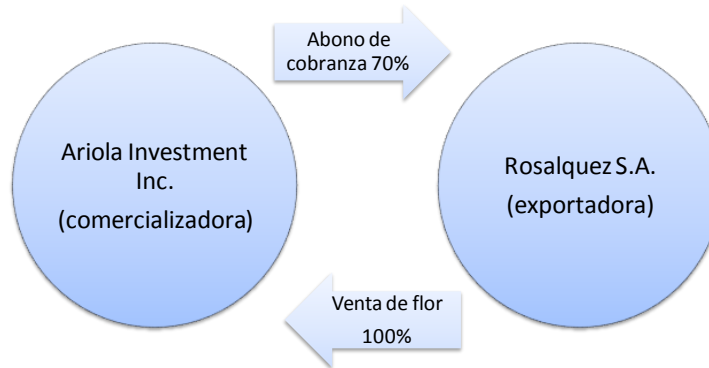 Abono de
cobranza 70%
Ariola Investment
Inc.
(comercializadora)
Rosalquez S.A.
(exportadora)
Venta de flor
100%